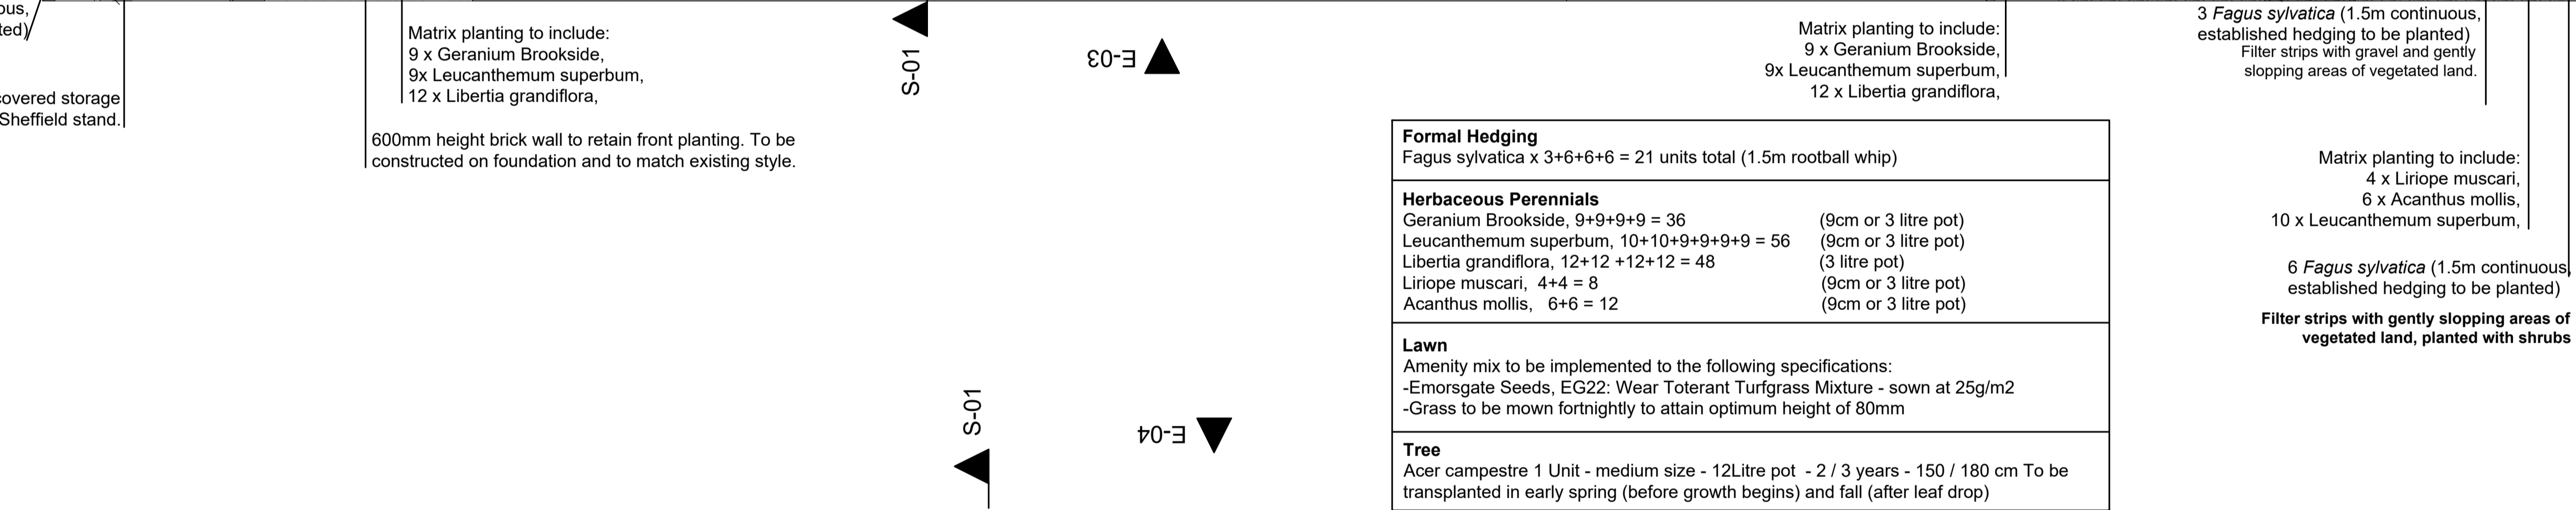 ous,
ted)
covered storage
Sheffield stand.
Matrix planting to include:
9 x Geranium Brookside,
9x Leucanthemum superbum,
12 x Libertia grandiflora,
600mm height brick wall to retain front planting. To be
constructed on foundation and to match existing style.
S-01
E-03
S-01
E-04
Matrix planting to include:
9 x Geranium Brookside,
9x Leucanthemum superbum,
12 x Libertia grandiflora,
Formal Hedging
Fagus sylvatica x 3+6+6+6 = 21 units total (1.5m rootball whip)
Herbaceous Perennials
Geranium Brookside, 9+9+9+9 = 36 (9cm or 3 litre pot)
Leucanthemum superbum, 10+10+9+9+9+9 = 56 (9cm or 3 litre pot)
Libertia grandiflora, 12+12 +12+12 = 48 (3 litre pot)
Liriope muscari, 4+4 = 8 (9cm or 3 litre pot)
Acanthus mollis, 6+6 = 12 (9cm or 3 litre pot)
Lawn
Amenity mix to be implemented to the following specifications:
-Emorsgate Seeds, EG22: Wear Toterant Turfgrass Mixture - sown at 25g/m2
-Grass to be mown fortnightly to attain optimum height of 80mm
Tree
Acer campestre 1 Unit - medium size - 12Litre pot - 2 / 3 years - 150 / 180 cm To be
transplanted in early spring (before growth begins) and fall (after leaf drop)
3 Fagus sylvatica (1.5m continuous,
established hedging to be planted)
Filter strips with gravel and gently
slopping areas of vegetated land.
Matrix planting to include:
4 x Liriope muscari,
6 x Acanthus mollis,
10 x Leucanthemum superbum,
6 Fagus sylvatica (1.5m continuous,
established hedging to be planted)
Filter strips with gently slopping areas of
vegetated land, planted with shrubs